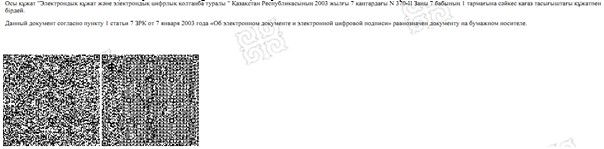 Осы құжат "Электрондық құжат және электрондық цифрлық қолтаңба туралы " Қазақстан Республикасының 2003 жылғы 7 қаңтардағы N 370-II Заңы 7 бабының 1 тармағына сәйкес қағаз тасығыштағы құжатпен
бірдей.
Данный документ согласно пункту 1 статьи 7 ЗРК от 7 января 2003 года «Об электронном документе и электронной цифровой подписи» равнозначен документу на бумажном носителе.